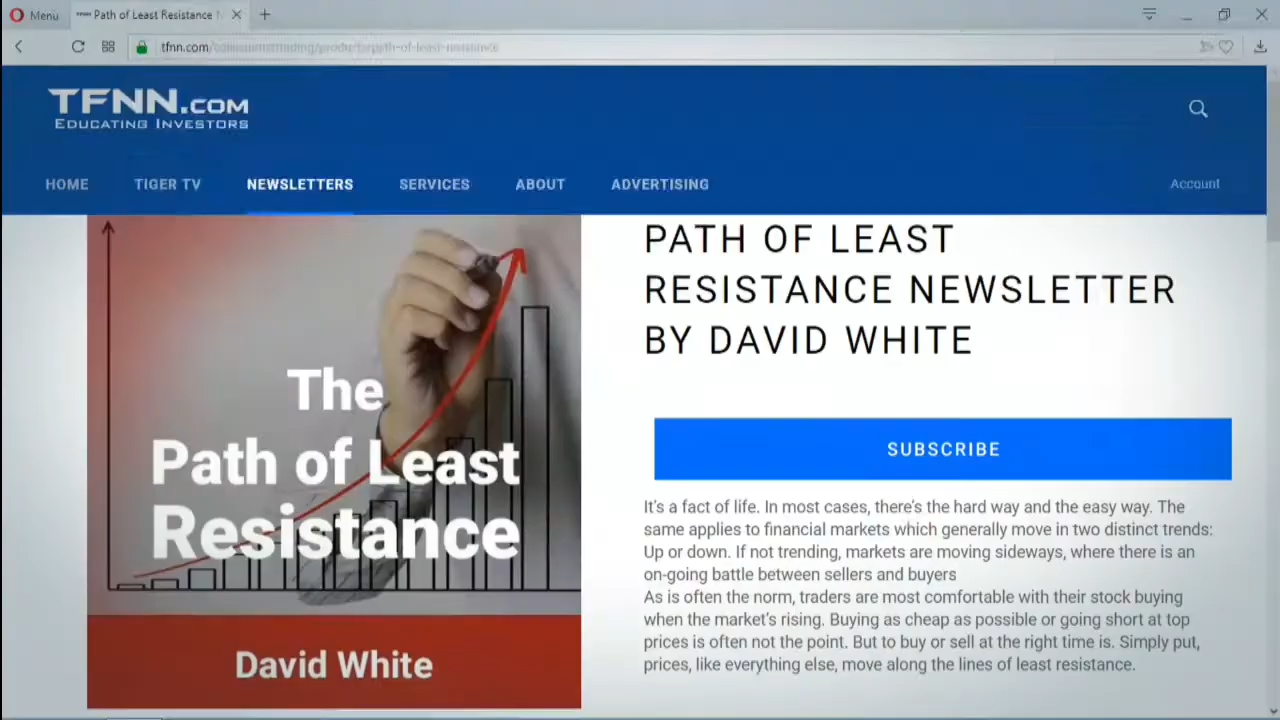 Menu
Path of Least Resistance
tfnn.com/
TFNN.COM
EDUCATING INVESTORS
HOME
TIGER TV
NEWSLETTERS
SERVICES
ABOUT
ADVERTISING
Account
The
Path of Least
Resistance
David White
PATH OF LEAST
RESISTANCE NEWSLETTER
BY DAVID WHITE
SUBSCRIBE
It's a fact of life. In most cases, there's the hard way and the easy way. The
same applies to financial markets which generally move in two distinct trends:
Up or down. If not trending, markets are moving sideways, where there is an
on-going battle between sellers and buyers
As is often the norm, traders are most comfortable with their stock buying
when the market's rising. Buying as cheap as possible or going short at top
prices is often not the point. But to buy or sell at the right time is. Simply put,
prices, like everything else, move along the lines of least resistance.